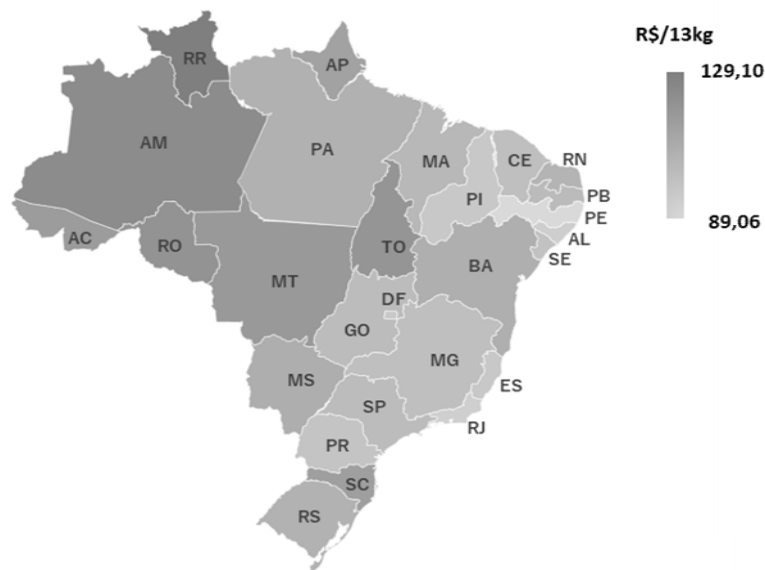 R$/13kg
129,10
89,06
RR
AP
AM
PA
MA
CE
RN
PB
PE
PI
AL
SE
AC
RO
TO
BA
MT
DF
GO
MG
ES
MS
SP
RJ
PR
SC
RS